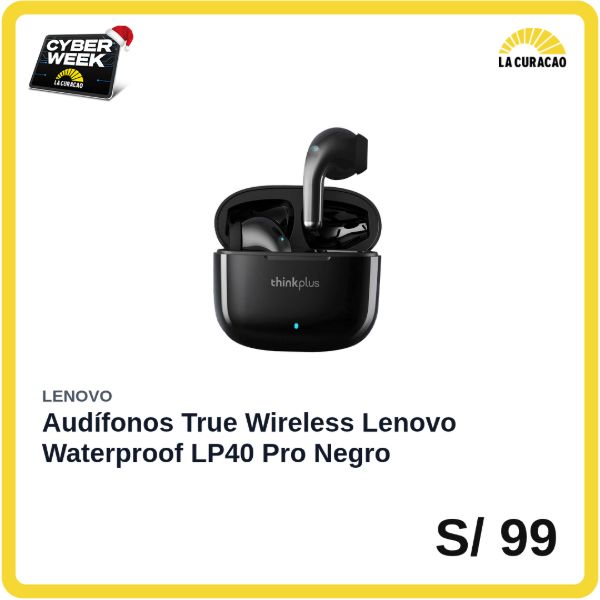 CYBER
WEEK
LA CURACAO
LA CURACAO
thinkplus
LENOVO
Audífonos True Wireless Lenovo
Waterproof LP40 Pro Negro
S/ 99